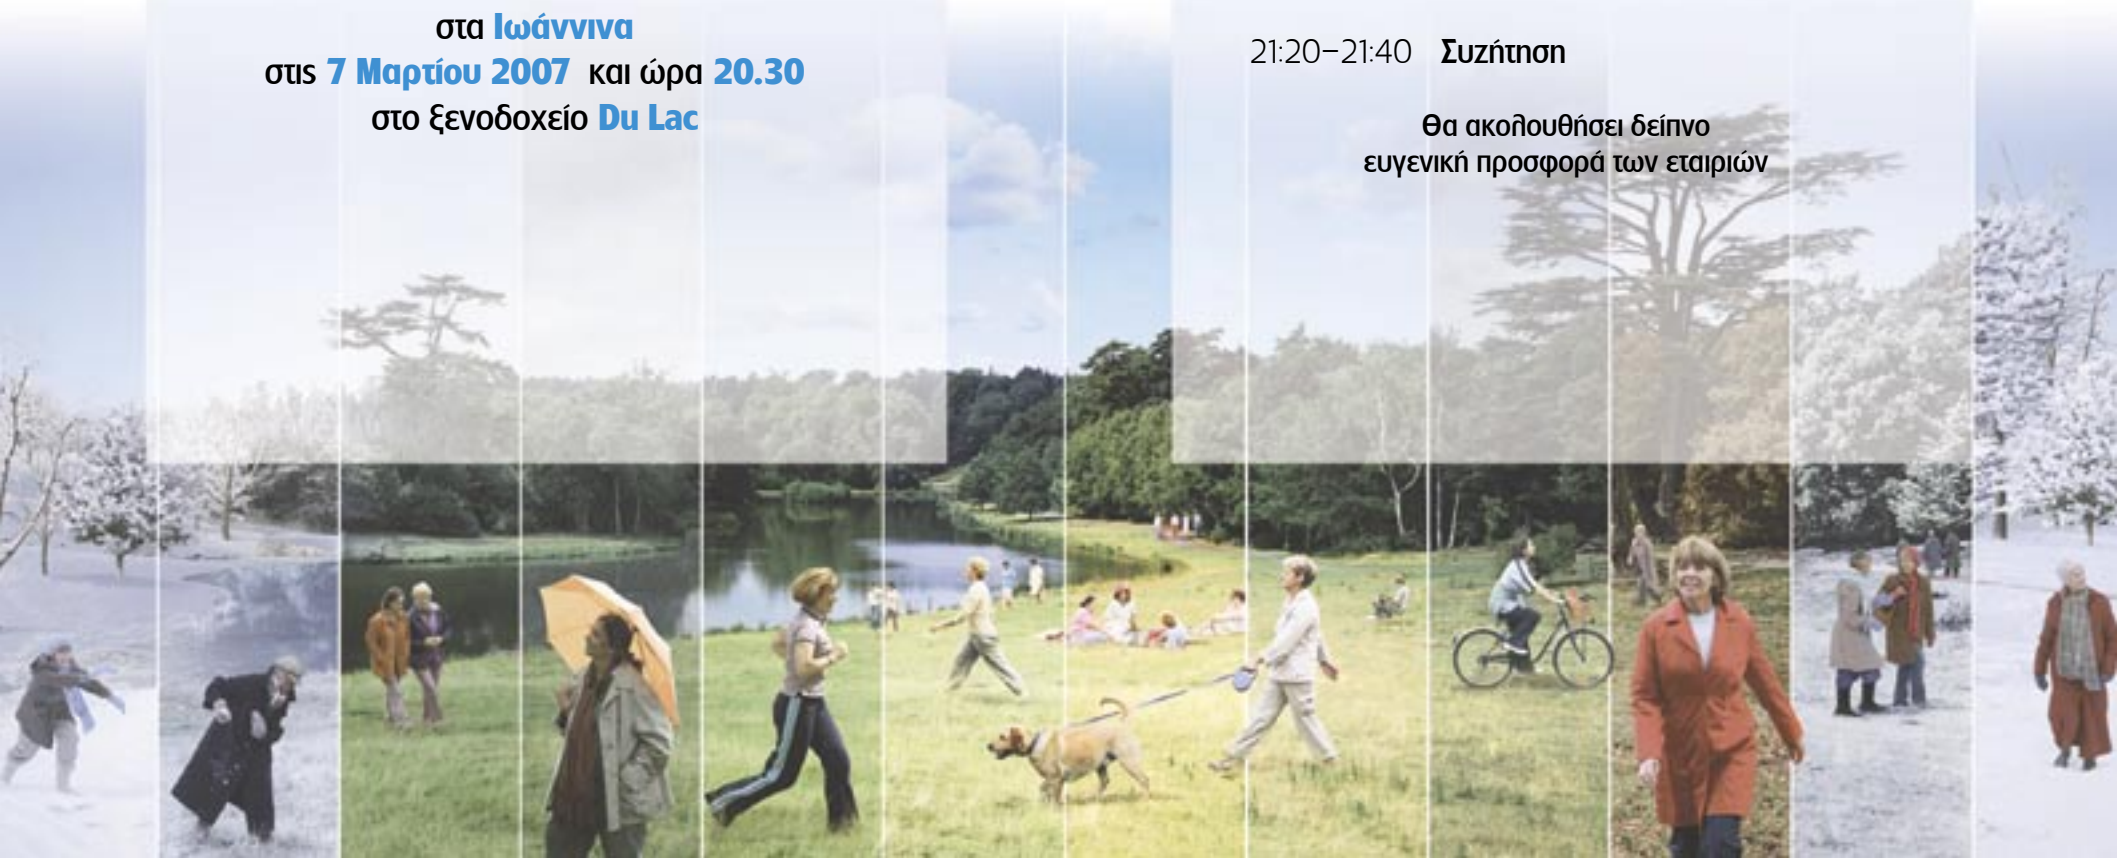 στα Ιωάννινα
στις 7 Μαρτίου 2007 και ώρα 20.30
στο ξενοδοχείο Du Lac
21:20–21:40 Συζήτηση
Θα ακολουθήσει δείπνο
ευγενική προσφορά των εταιριών